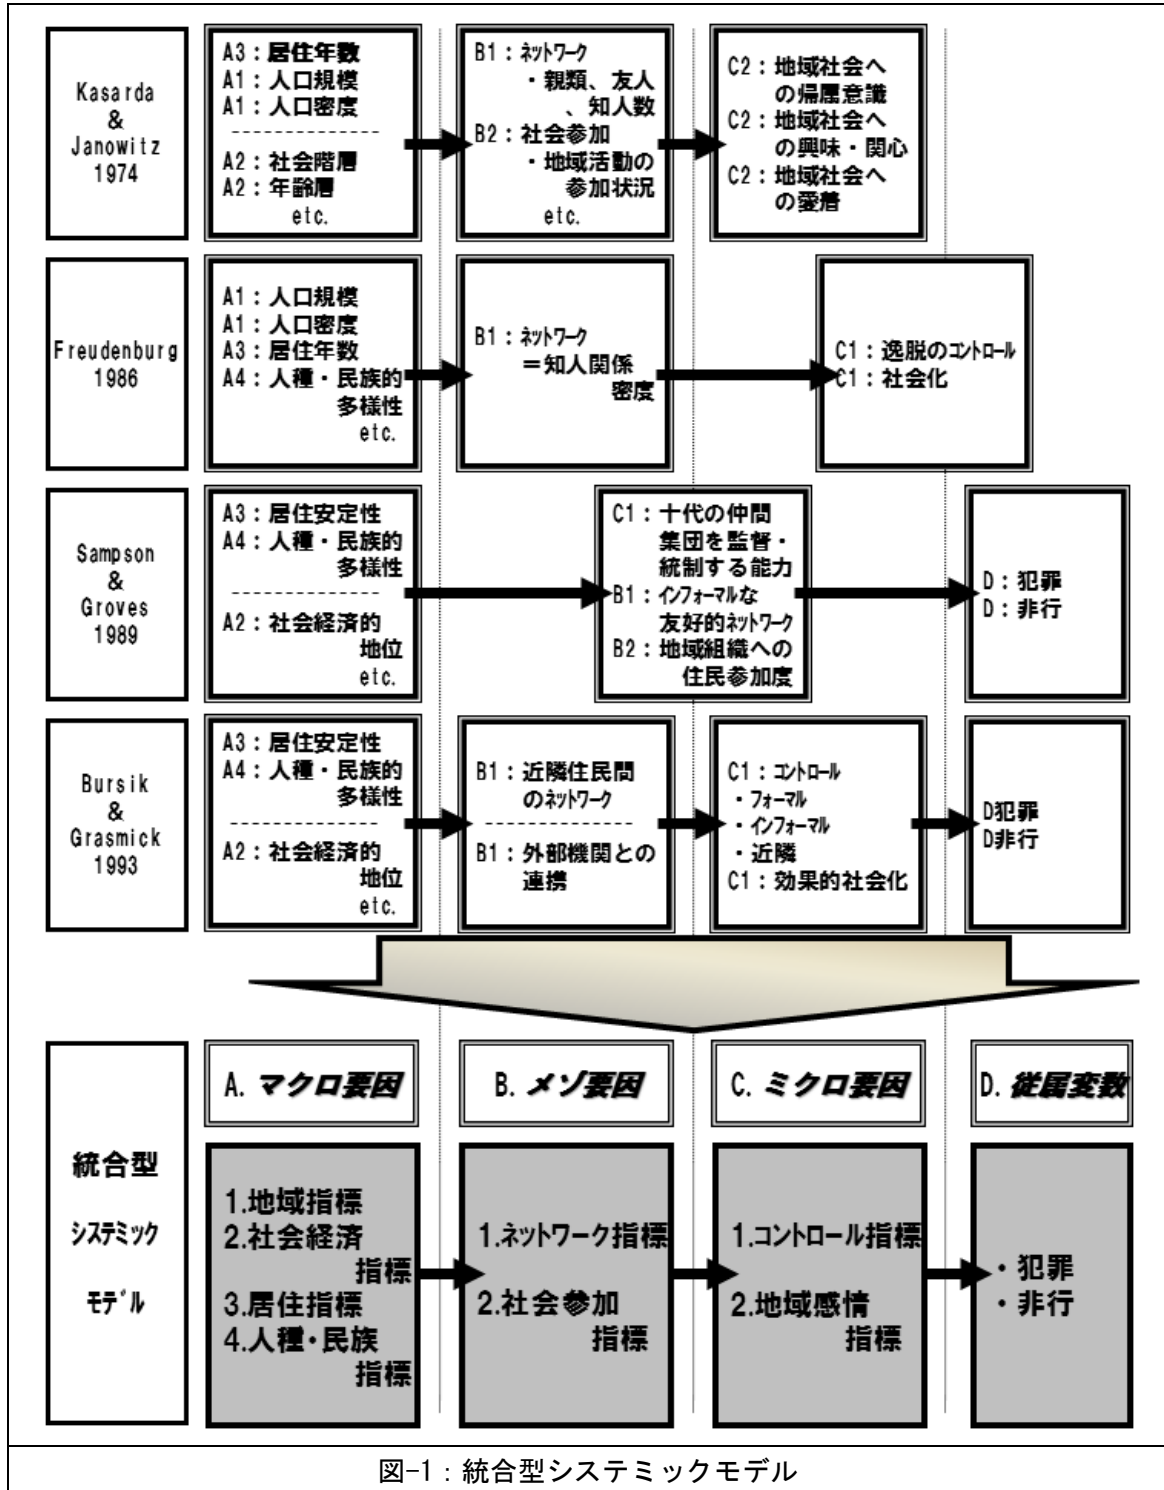 Kasarda
&
Janowitz
1974
A3：居住年数
A1：人口規模
A1：人口密度
--------------
A2：社会階層
A2：年齢層
etc.
B1：ﾈｯﾄﾜｰｸ
・親類、友人
、知人数
B2：社会参加
・地域活動の
参加状況
etc.
C2：地域社会へ
の帰属意識
C2：地域社会へ
の興味・関心
C2：地域社会へ
の愛着
Freudenburg
1986
A1：人口規模
A1：人口密度
A3：居住年数
A4：人種・民族的
多様性
etc.
B1：ﾈｯﾄﾜｰｸ
＝知人関係
密度
C1：逸脱のｺﾝﾄﾛｰﾙ
C1：社会化
Sampson
&
Groves
1989
A3：居住安定性
A4：人種・民族的
多様性
--------------
A2：社会経済的
地位
etc.
C1：十代の仲間
集団を監督・
統制する能力
B1：ｲﾝﾌｫｰﾏﾙな
友好的ﾈｯﾄﾜｰｸ
B2：地域組織への
住民参加度
D：犯罪
D：非行
Bursik
&
Grasmick
1993
A3：居住安定性
A4：人種・民族的
多様性
--------------
A2：社会経済的
地位
etc.
B1：近隣住民間
のﾈｯﾄﾜｰｸ
--------------
B1：外部機関との
連携
C1：ｺﾝﾄﾛｰﾙ
・ﾌｫｰﾏﾙ
・ｲﾝﾌｫｰﾏﾙ
・近隣
C1：効果的社会化
D犯罪
D非行
統合型
ｼｽﾃﾐｯｸ
ﾓﾃﾞﾙ
A. マクロ要因
B. メゾ要因
C. ミクロ要因
D. 従属変数
1.地域指標
2.社会経済
指標
3.居住指標
4.人種・民族
指標
1.ネットワーク指標
2.社会参加
指標
1.コントロール指標
2.地域感情
指標
・犯罪
・非行
図-1：統合型システミックモデル